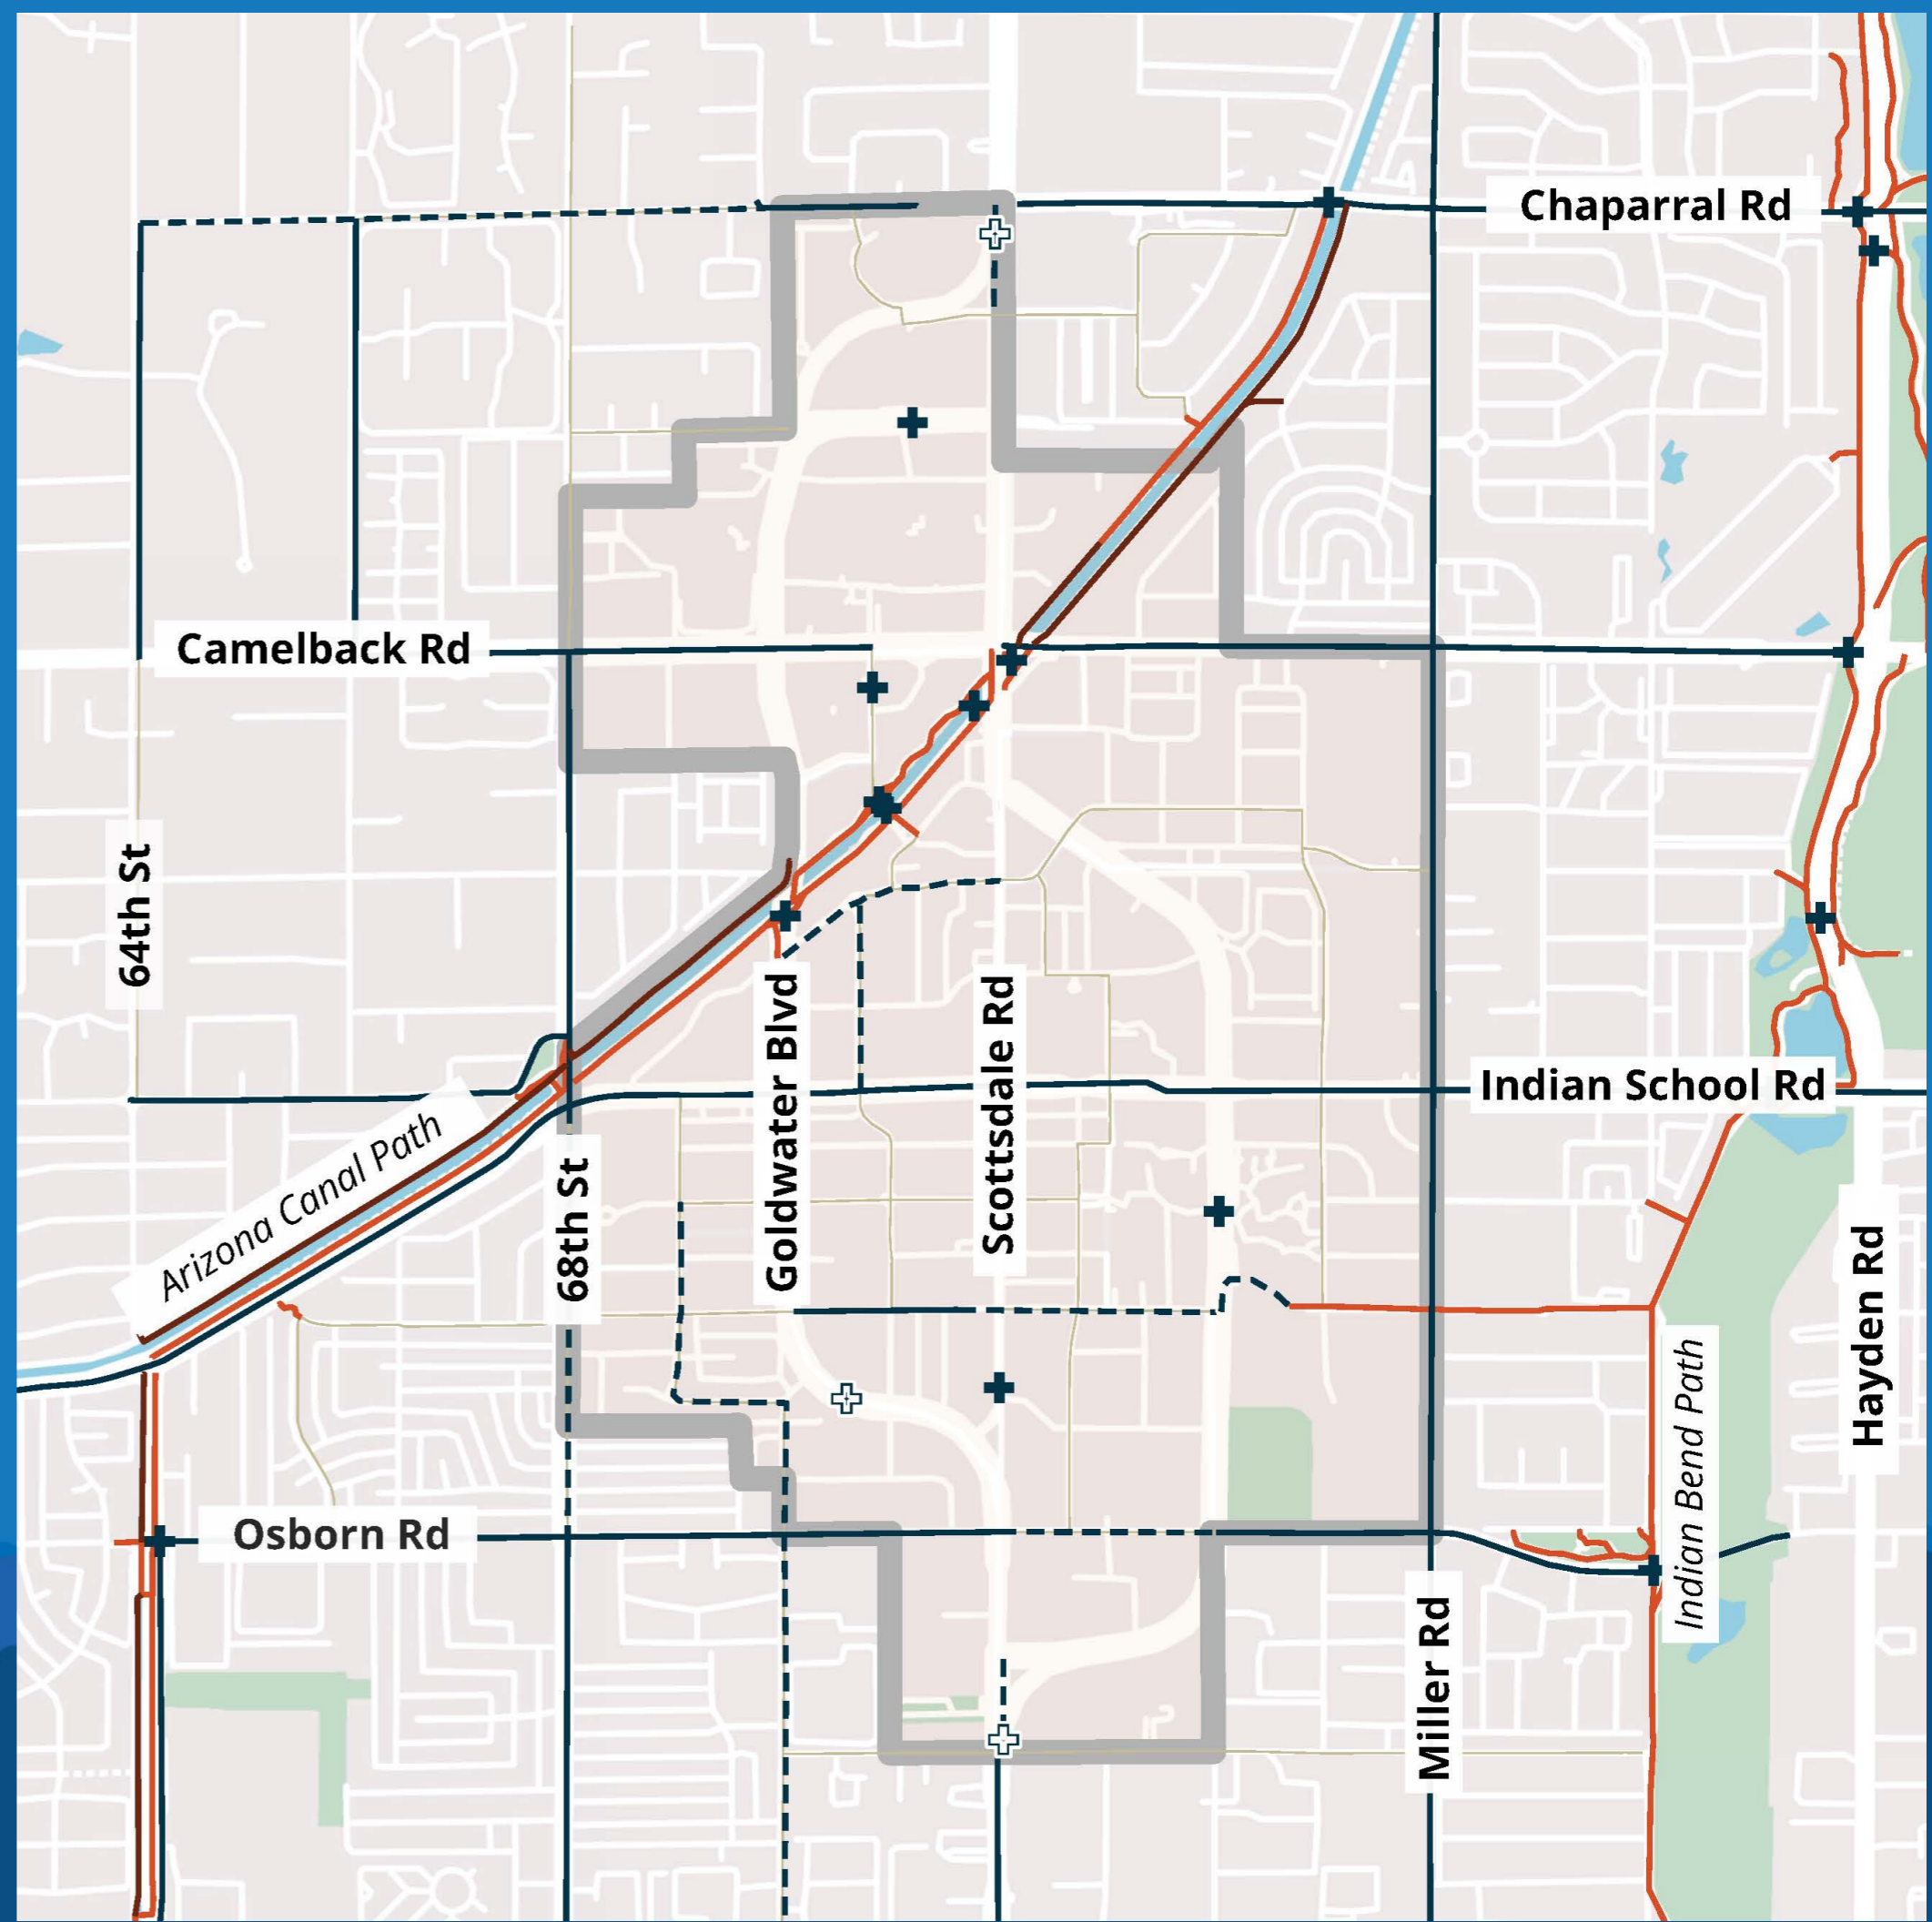 Chaparral Rd
Camelback Rd
64th St
Goldwater Blvd
Scottsdale Rd
Indian School Rd
Arizona Canal Path
68th St
Hayden Rd
Indian Bend Path
Osborn Rd
Miller Rd